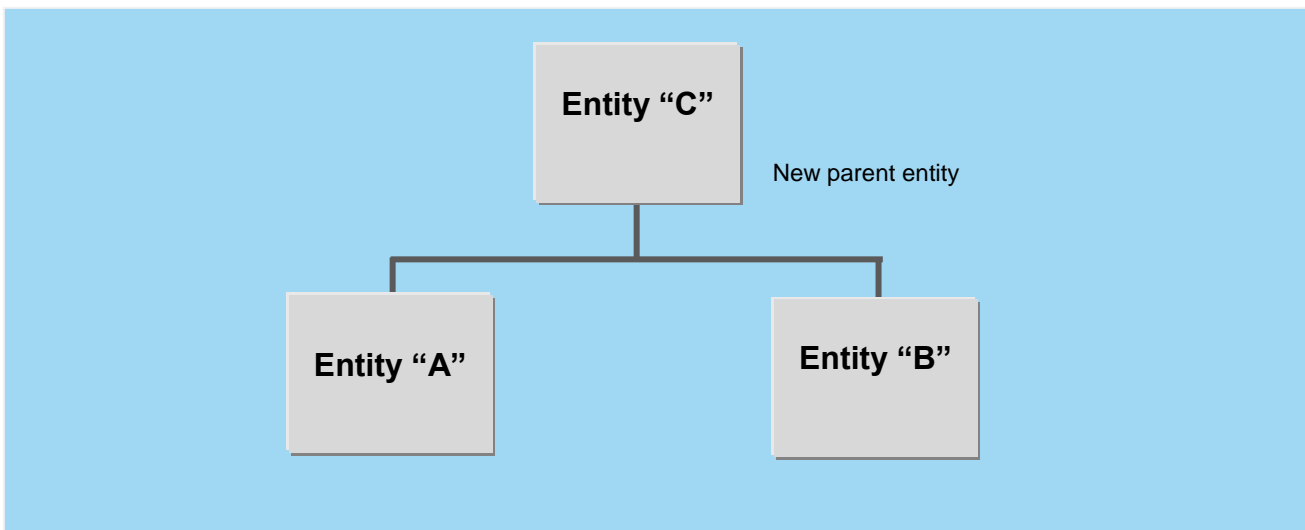 Entity “C”
New parent entity
Entity “A”
Entity “B”